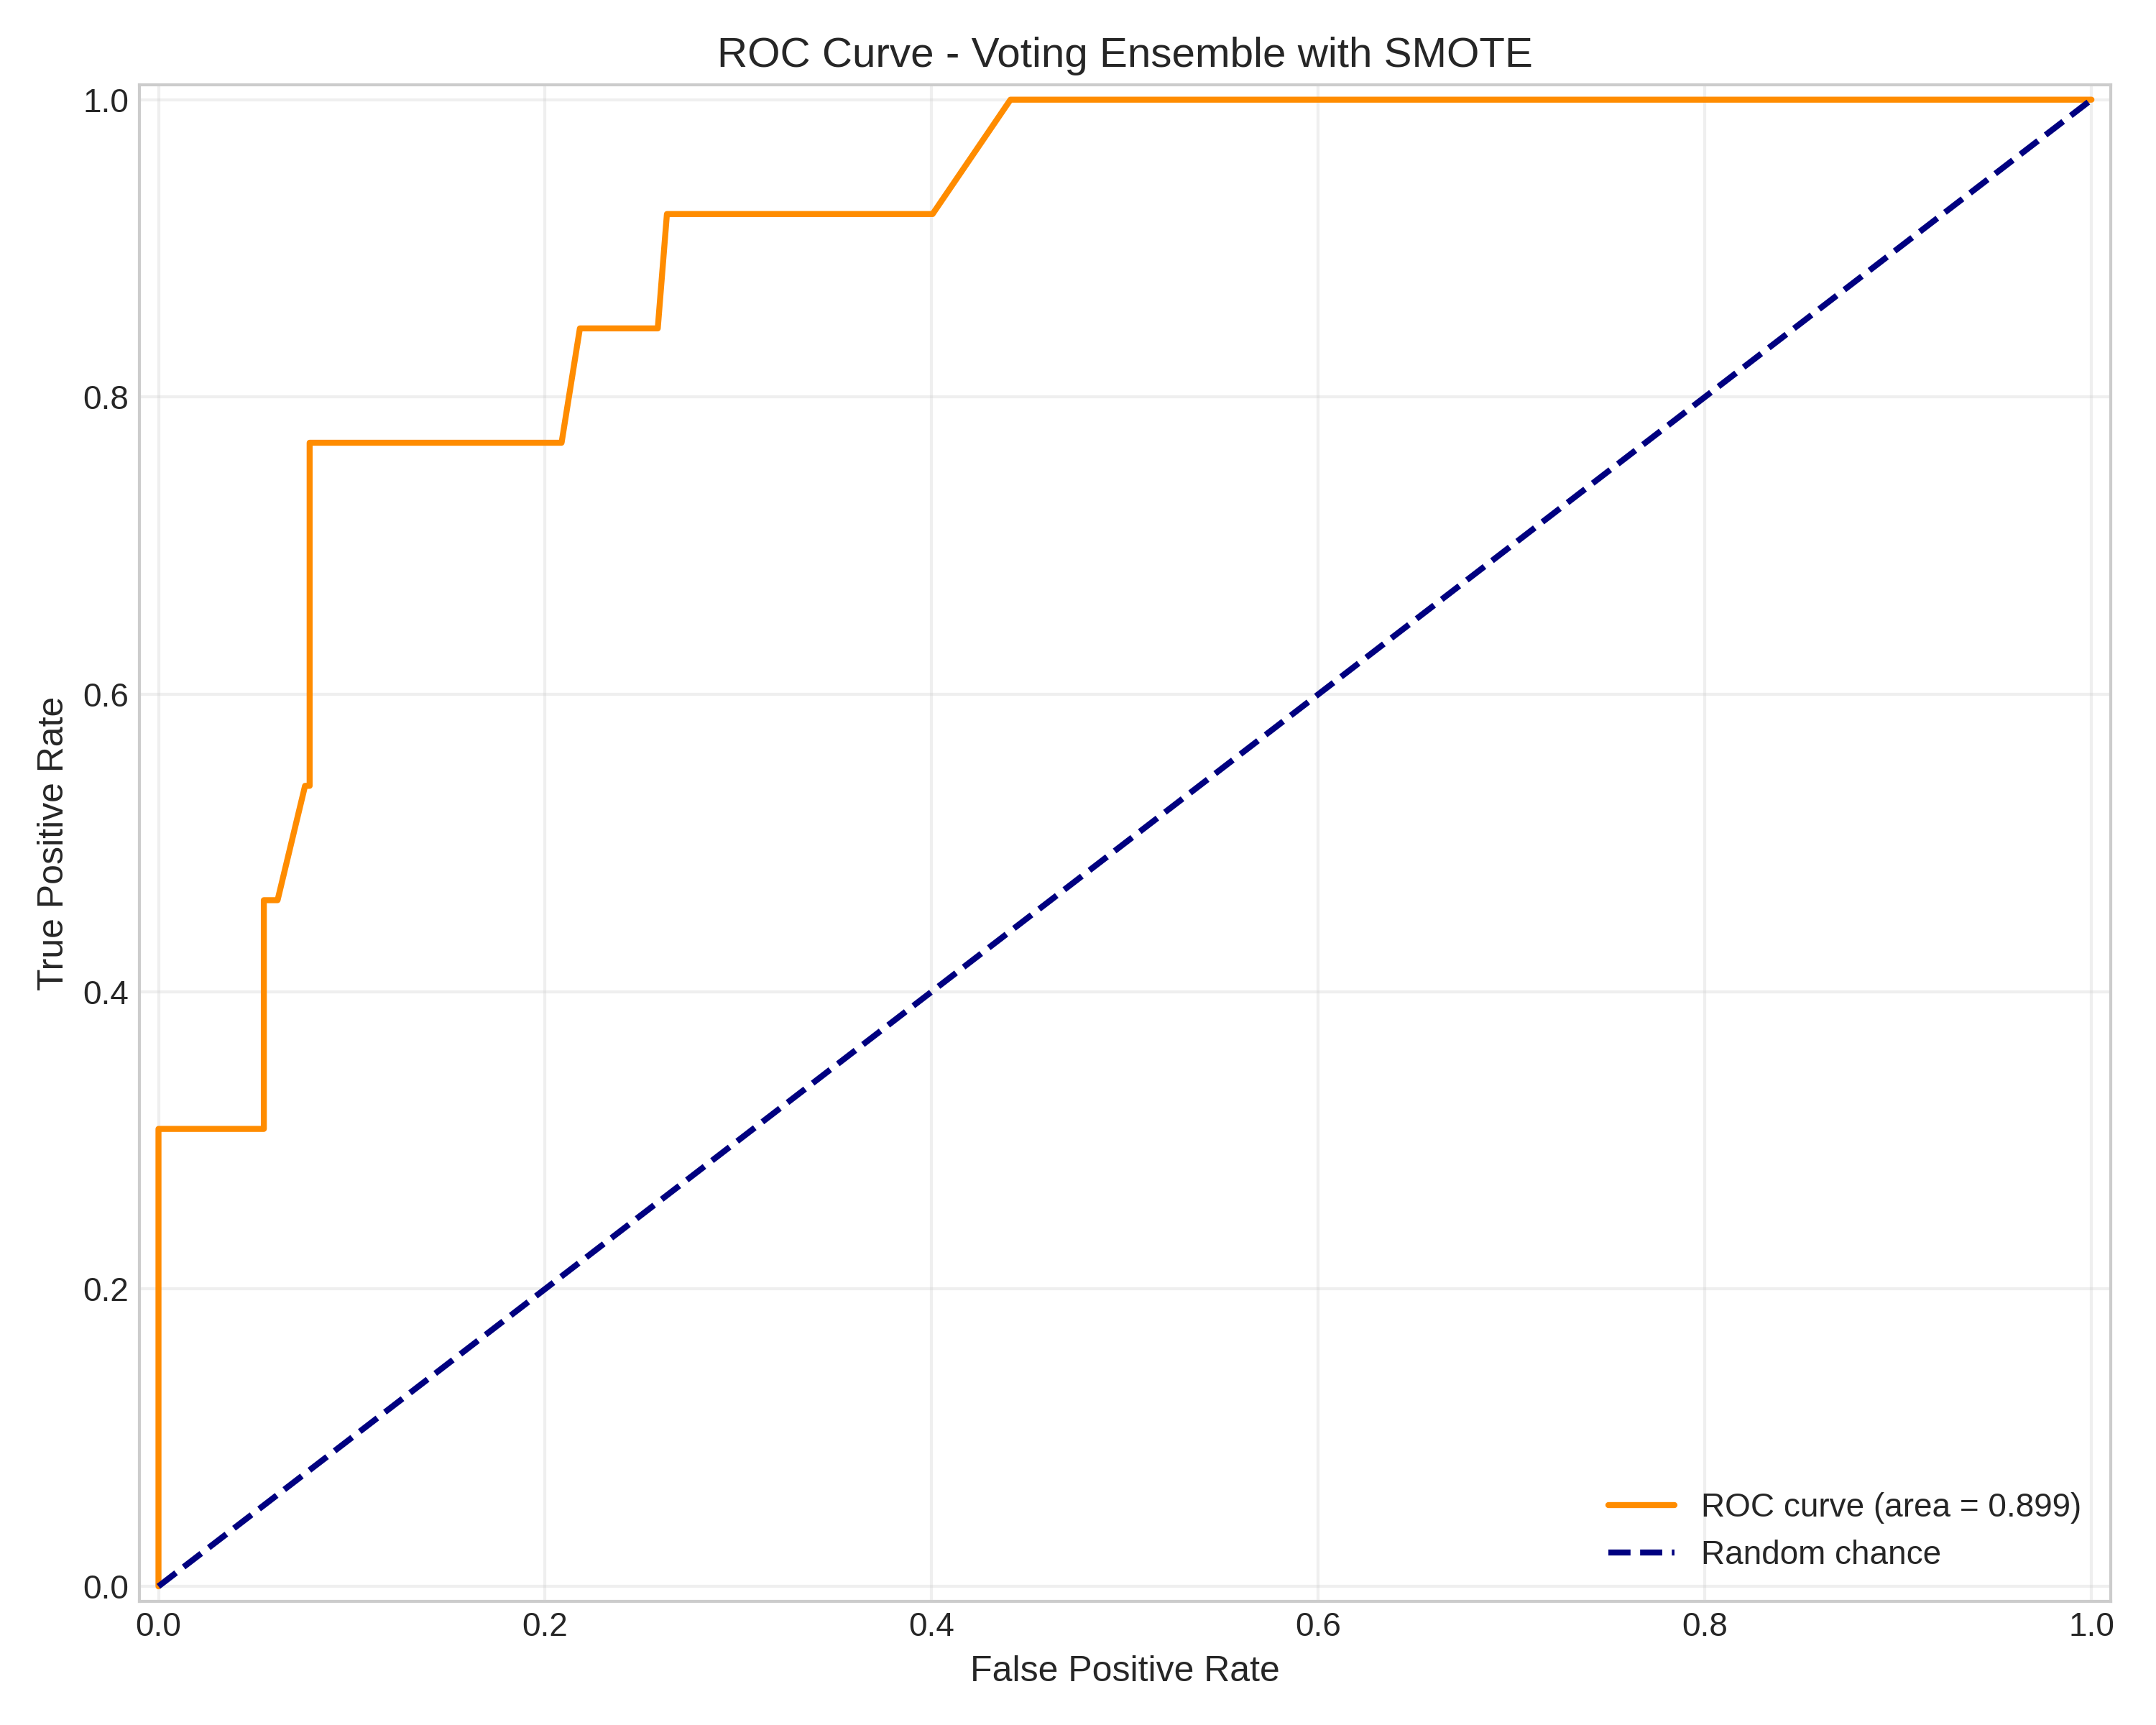 ROC Curve - Voting Ensemble with SMOTE
1.0
0.8
0.6
0.4
0.2
0.0
True Positive Rate
0.0 0.2 0.4 0.6 0.8 1.0
False Positive Rate
ROC curve (area = 0.899)
Random chance